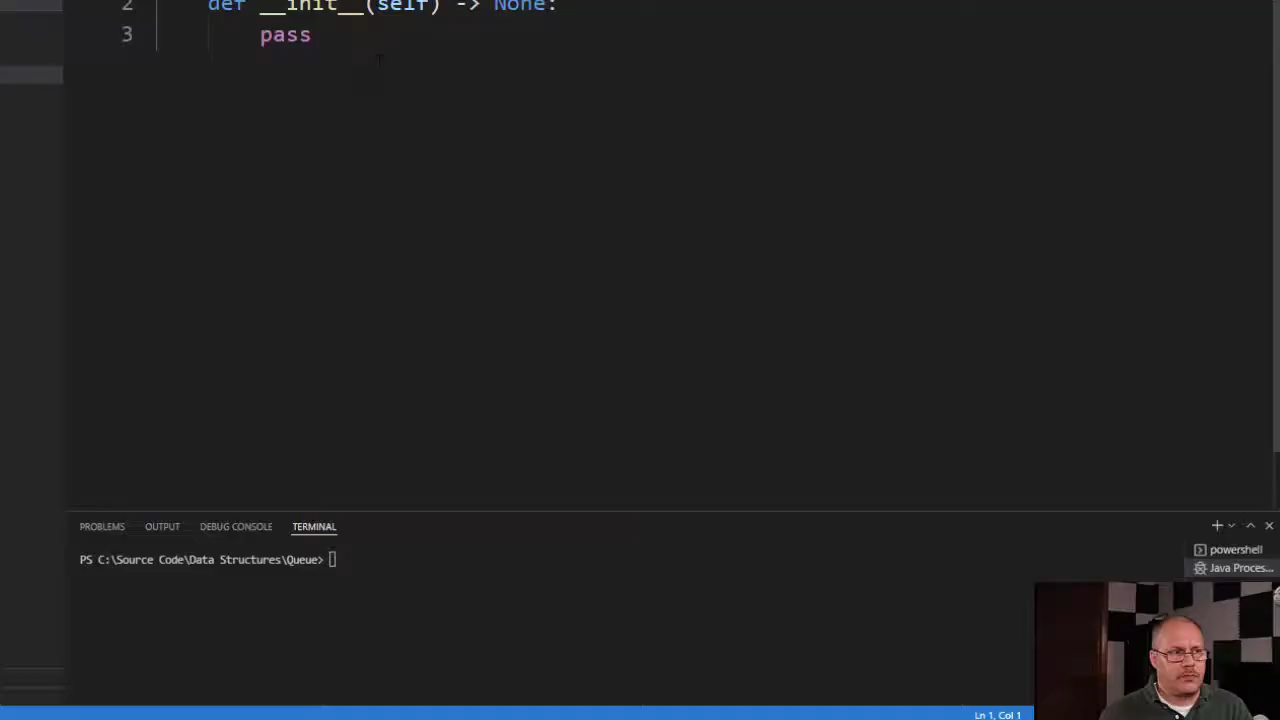 2 def __init__(self) -> None:
3 pass
PROBLEMS OUTPUT DEBUG CONSOLE TERMINAL
PS C:\Source Code\Data Structures\Queue>
powershell
Java Proces...
Ln 1, Col 1